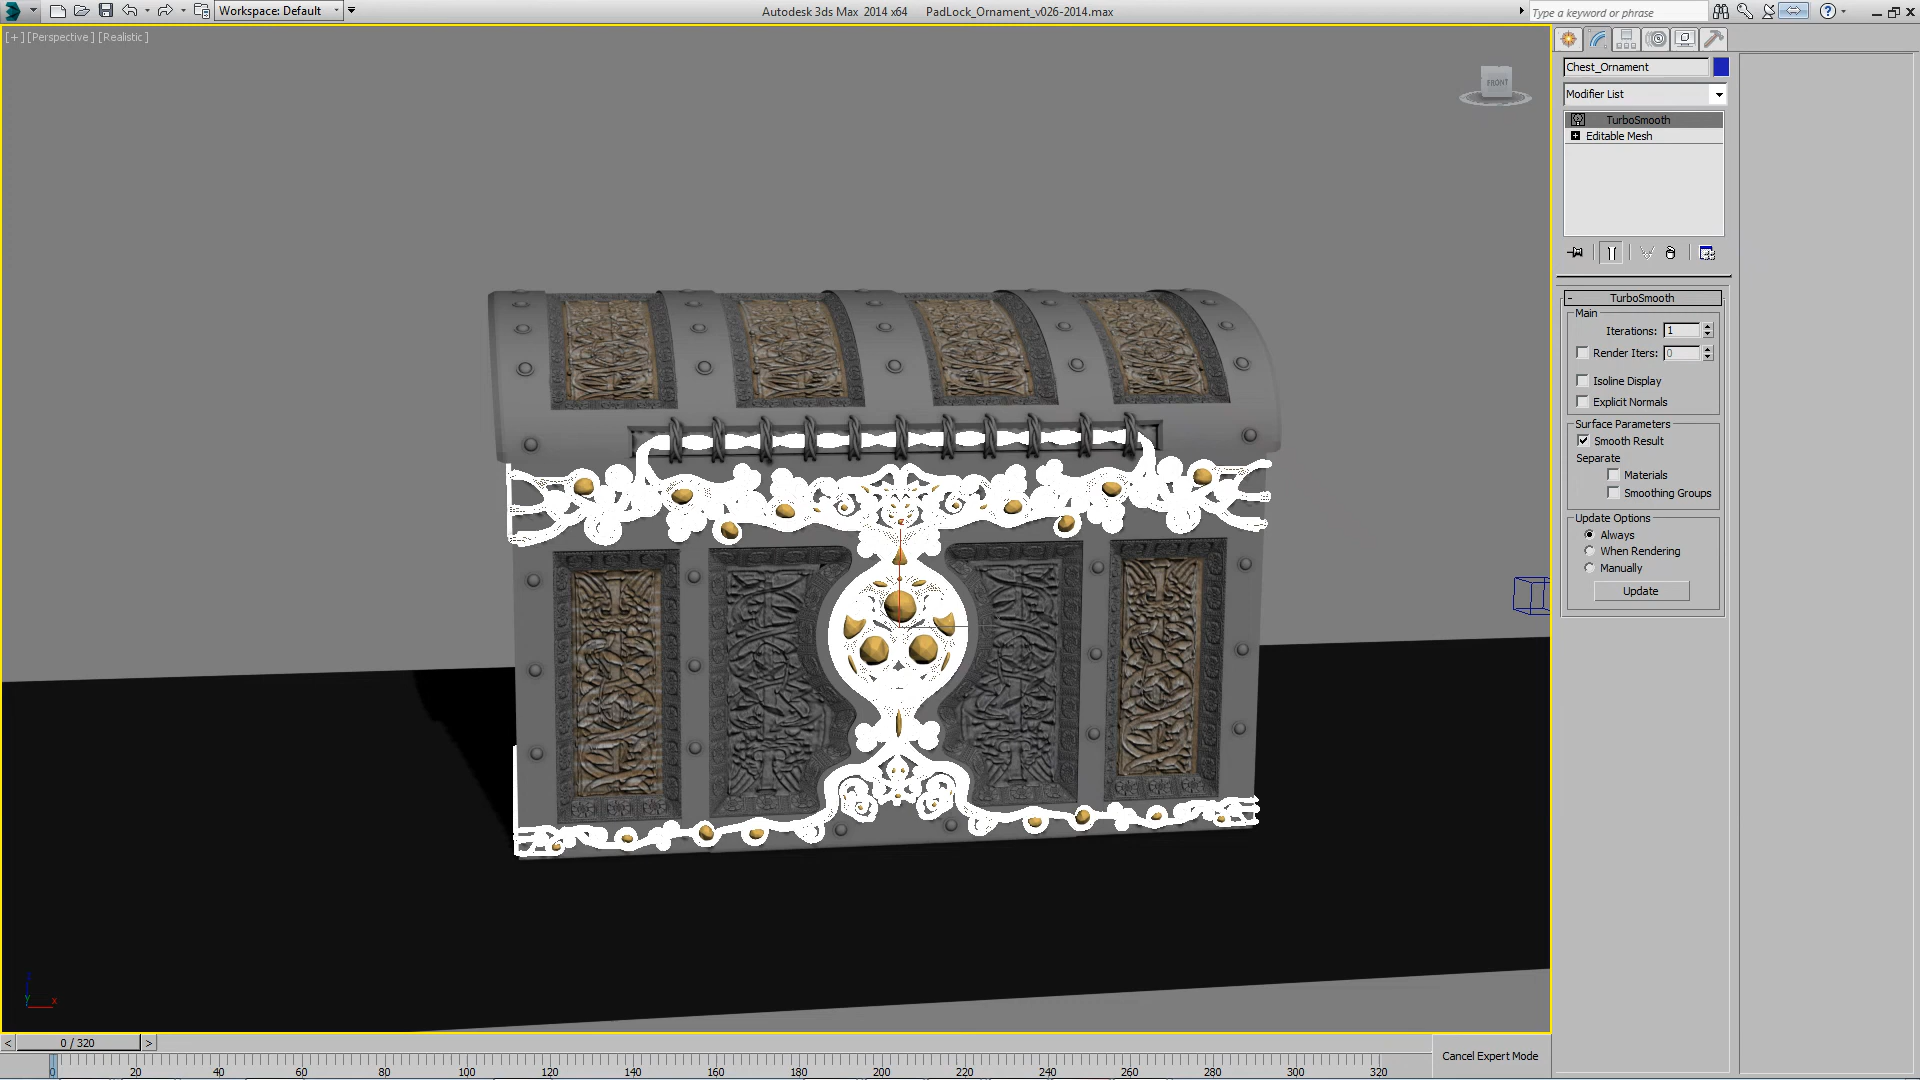 Workspace: Default
Autodesk 3ds Max 2014 x64 PadLock_Ornament_v026-2014.max
Type a keyword or phrase
[+] [Perspective ] [Realistic ]
FRONT
Chest_Ornament
Modifier List
TurboSmooth
Editable Mesh
- TurboSmooth
Main
Iterations: 1
Render Iters: 0
Isoline Display
Explicit Normals
Surface Parameters
Smooth Result
Separate
Materials
Smoothing Groups
Update Options
Always
When Rendering
Manually
Update
y x
< 0 / 320 >
Cancel Expert Mode
0 20 40 60 80 100 120 140 160 180 200 220 240 260 280 300 320